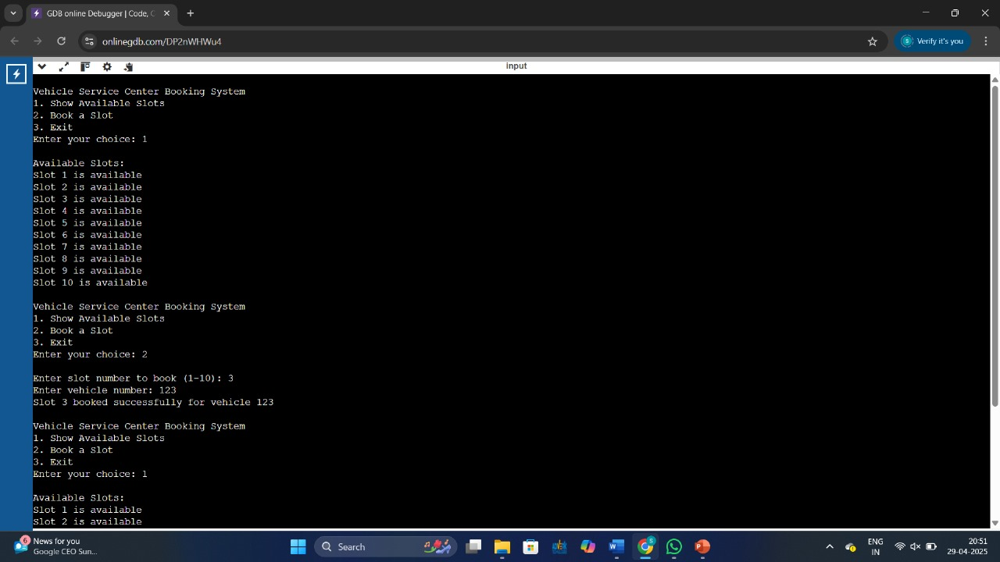 GDB online Debugger | Code, C
onlinegdb.com/DP2nWHWu4
Verify it's you
input
Vehicle Service Center Booking System
1. Show Available Slots
2. Book a Slot
3. Exit
Enter your choice: 1
Available Slots:
Slot 1 is available
Slot 2 is available
Slot 3 is available
Slot 4 is available
Slot 5 is available
Slot 6 is available
Slot 7 is available
Slot 8 is available
Slot 9 is available
Slot 10 is available
Vehicle Service Center Booking System
1. Show Available Slots
2. Book a Slot
3. Exit
Enter your choice: 2
Enter slot number to book (1-10): 3
Enter vehicle number: 123
Slot 3 booked successfully for vehicle 123
Vehicle Service Center Booking System
1. Show Available Slots
2. Book a Slot
3. Exit
Enter your choice: 1
Available Slots:
Slot 1 is available
Slot 2 is available
6
News for you
Google CEO Sun...
Search
ENG
IN
20:51
29-04-2025